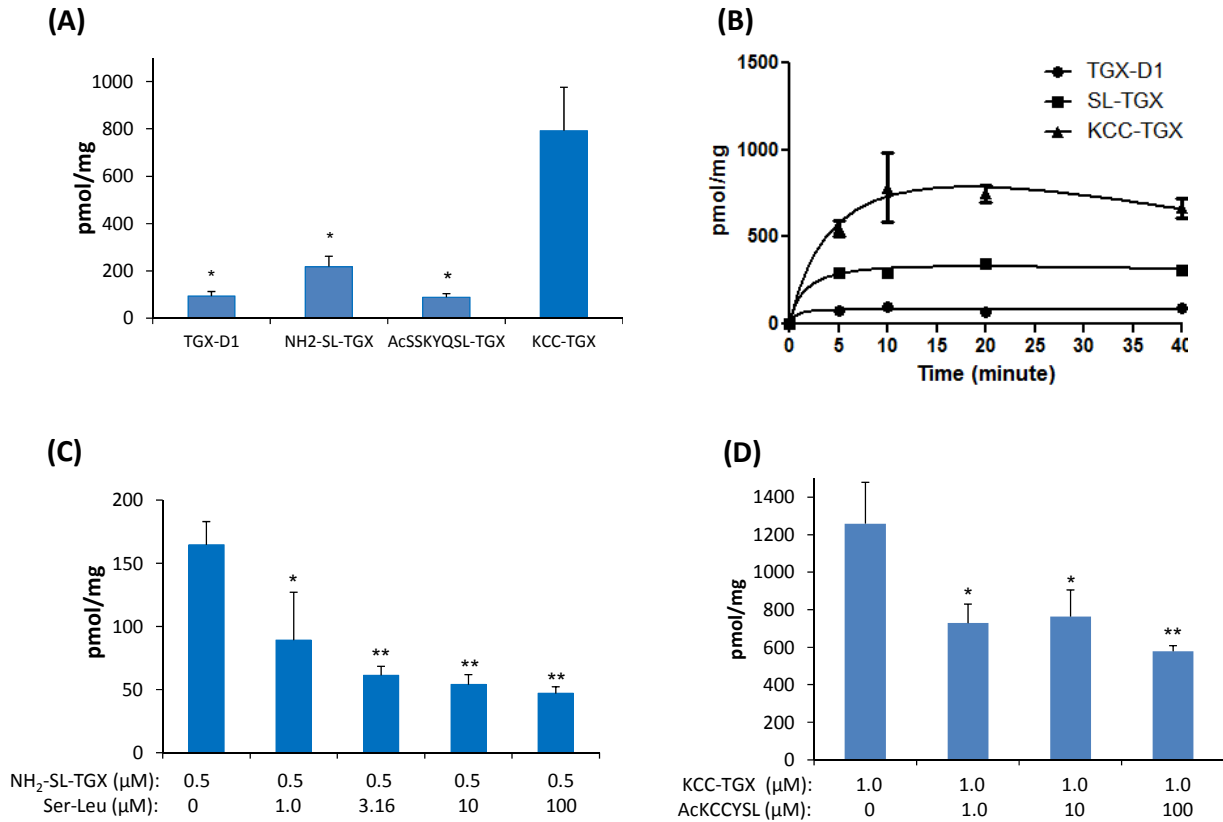 (A)
1000
800
600
400
200
0
pmol/mg
* * *
TGX-D1 NH2-SL-TGX AcSSKYQSL-TGX KCC-TGX
(B)
1500
1000
500
0
pmol/mg
TGX-D1
SL-TGX
KCC-TGX
0 5 10 15 20 25 30 35 40
Time (minute)
(C)
200
150
100
50
0
pmol/mg
* ** ** **
NH2-SL-TGX (µM): 0.5 0.5 0.5 0.5 0.5
Ser-Leu (µM): 0 1.0 3.16 10 100
(D)
1400
1200
1000
800
600
400
200
0
pmol/mg
* * **
KCC-TGX (µM): 1.0 1.0 1.0 1.0
AcKCCYSL (µM): 0 1.0 10 100